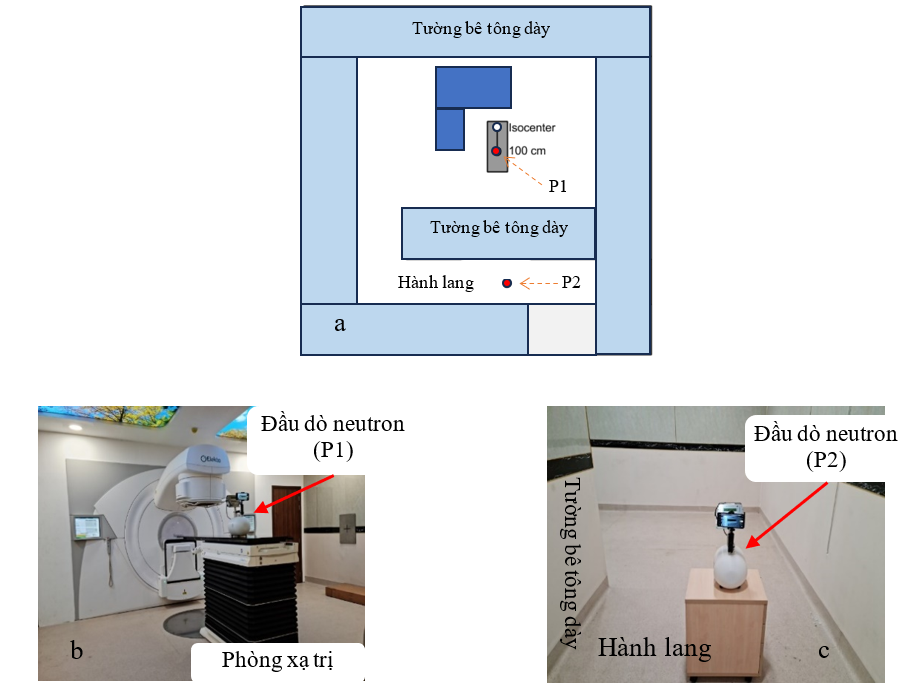 Tường bê tông dày
Isocenter
100 cm
P1
Tường bê tông dày
Hành lang
P2
a
Đầu dò neutron
(P1)
Elekta
b
Phòng xạ trị
Đầu dò neutron
(P2)
Tường bê tông dày
Hành lang
c